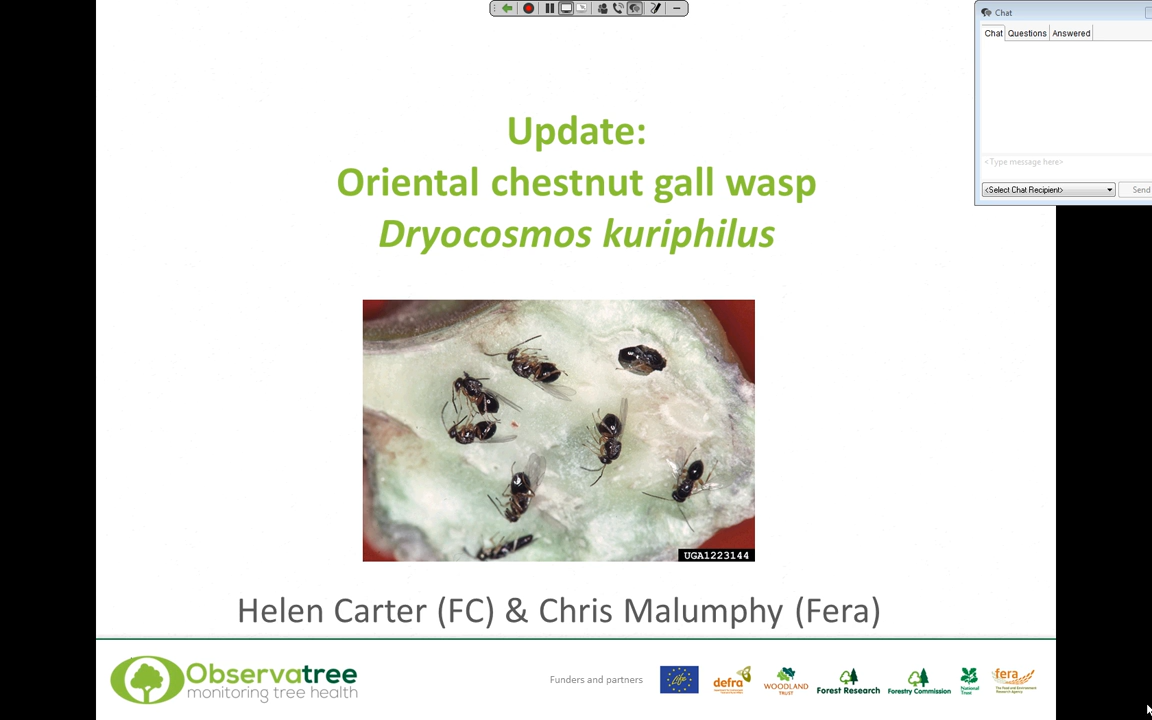 Chat
Chat Questions Answered
<Type message here>
<Select Chat Recipient> Send
Update:
Oriental chestnut gall wasp
Dryocosmos kuriphilus
UGA1223144
Helen Carter (FC) & Chris Malumphy (Fera)
Observatree
monitoring tree health
Funders and partners
life
defra
WOODLAND
TRUST
Forest Research
Forestry Commission
National
Trust
fera
The Food and Environment
Research Agency